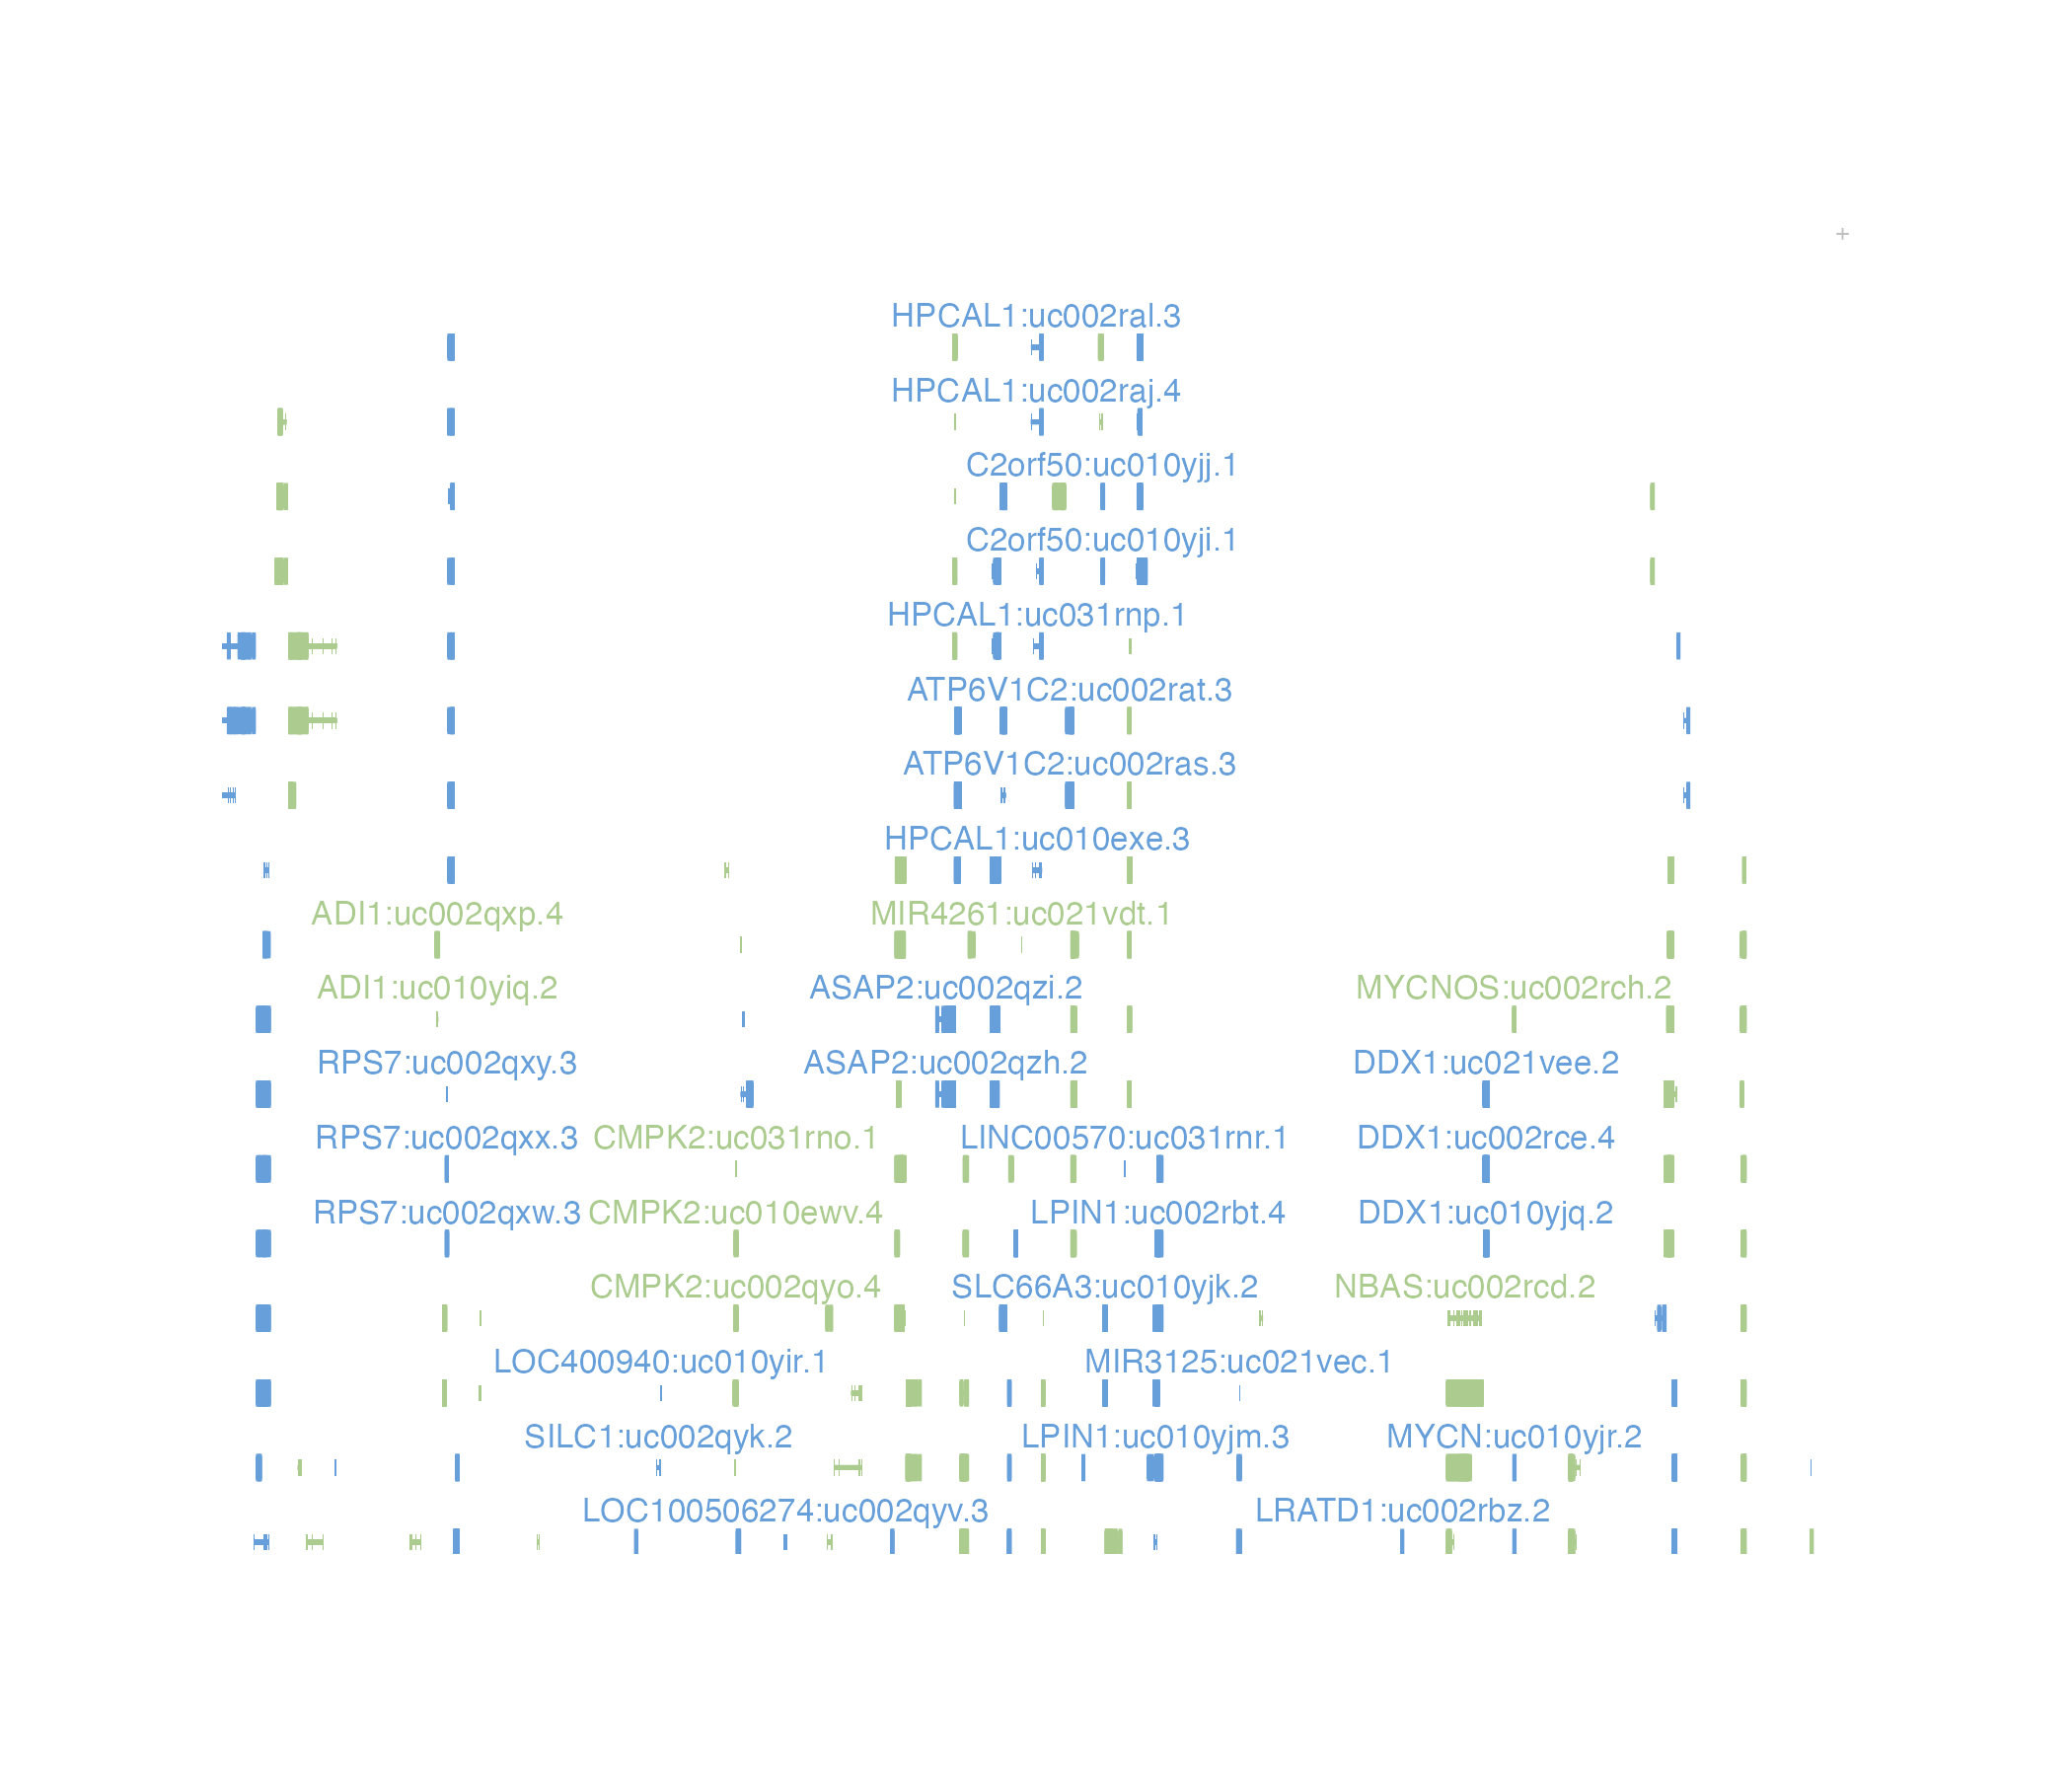 +
HPCAL1:uc002ral.3
HPCAL1:uc002raj.4
C2orf50:uc010yjj.1
C2orf50:uc010yji.1
HPCAL1:uc031rnp.1
ATP6V1C2:uc002rat.3
ATP6V1C2:uc002ras.3
HPCAL1:uc010exe.3
ADI1:uc002qxp.4 MIR4261:uc021vdt.1
ADI1:uc010yiq.2 ASAP2:uc002qzi.2 MYCNOS:uc002rch.2
RPS7:uc002qxy.3 ASAP2:uc002qzh.2 DDX1:uc021vee.2
RPS7:uc002qxx.3 CMPK2:uc031rno.1 LINC00570:uc031rnr.1 DDX1:uc002rce.4
RPS7:uc002qxw.3 CMPK2:uc010ewv.4 LPIN1:uc002rbt.4 DDX1:uc010yjq.2
CMPK2:uc002qyo.4 SLC66A3:uc010yjk.2 NBAS:uc002rcd.2
LOC400940:uc010yir.1 MIR3125:uc021vec.1
SILC1:uc002qyk.2 LPIN1:uc010yjm.3 MYCN:uc010yjr.2
LOC100506274:uc002qyv.3 LRATD1:uc002rbz.2